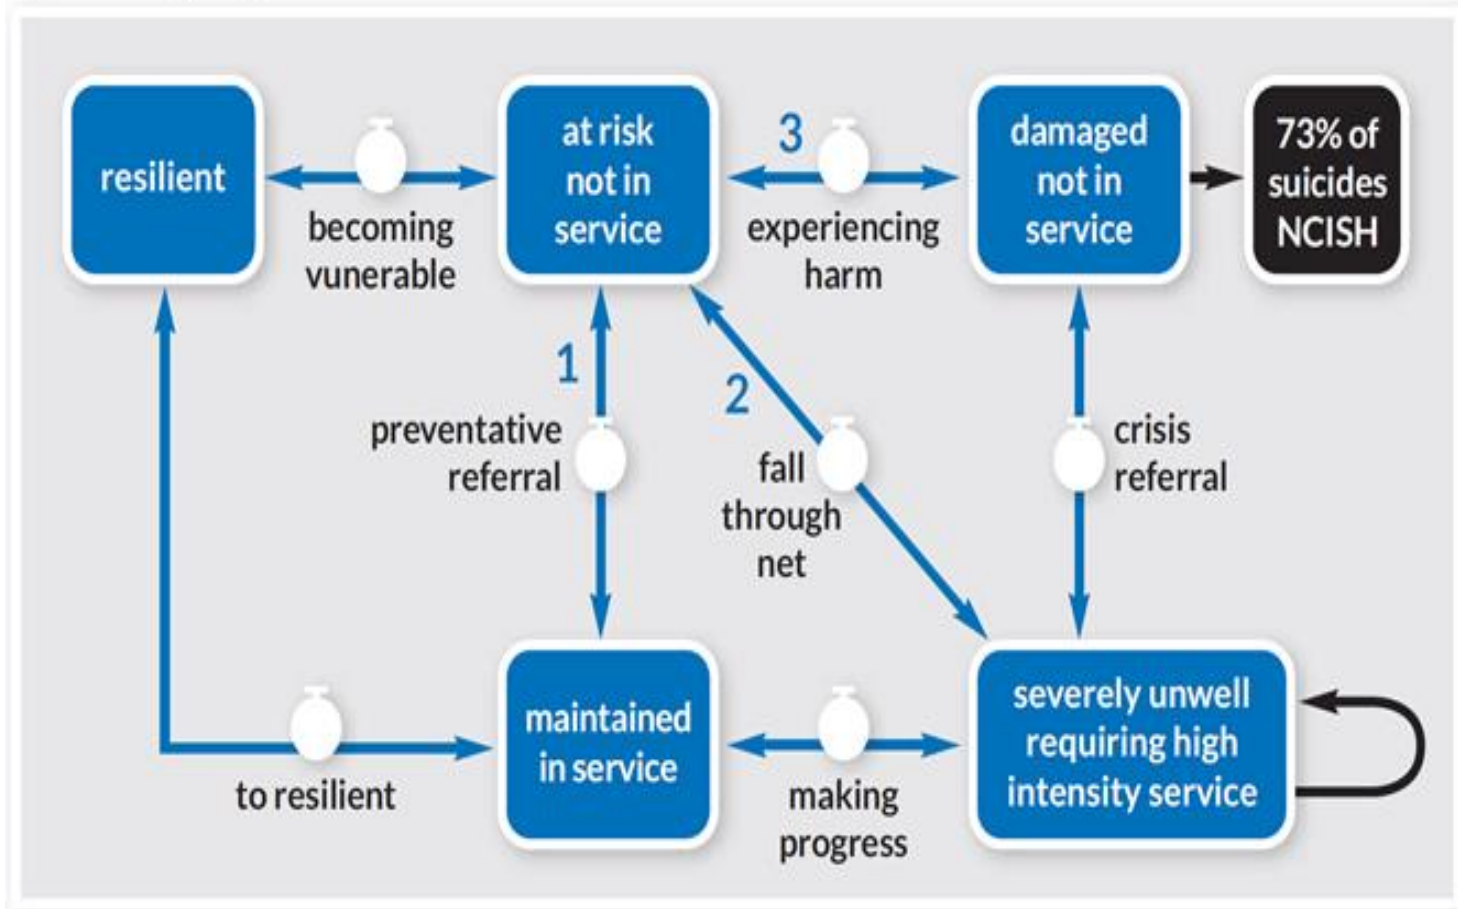 resilient
becoming
vunerable
at risk
not in
service
3
experiencing
harm
damaged
not in
service
73% of
suicides
NCISH
1
preventative
referral
2
fall
through
net
crisis
referral
to resilient
maintained
in service
making
progress
severely unwell
requiring high
intensity service